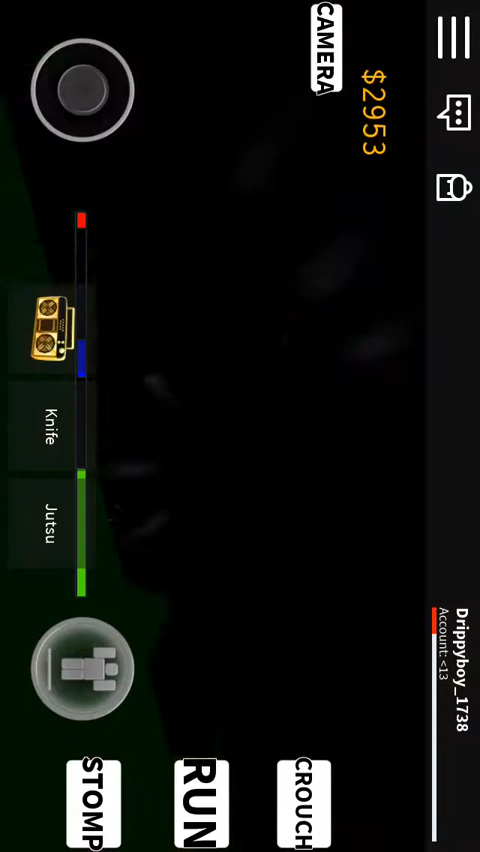 CAMERA
$2953
Drippyboy_1738
Account: <13
Knife
Jutsu
STOMP
RUN
CROUCH